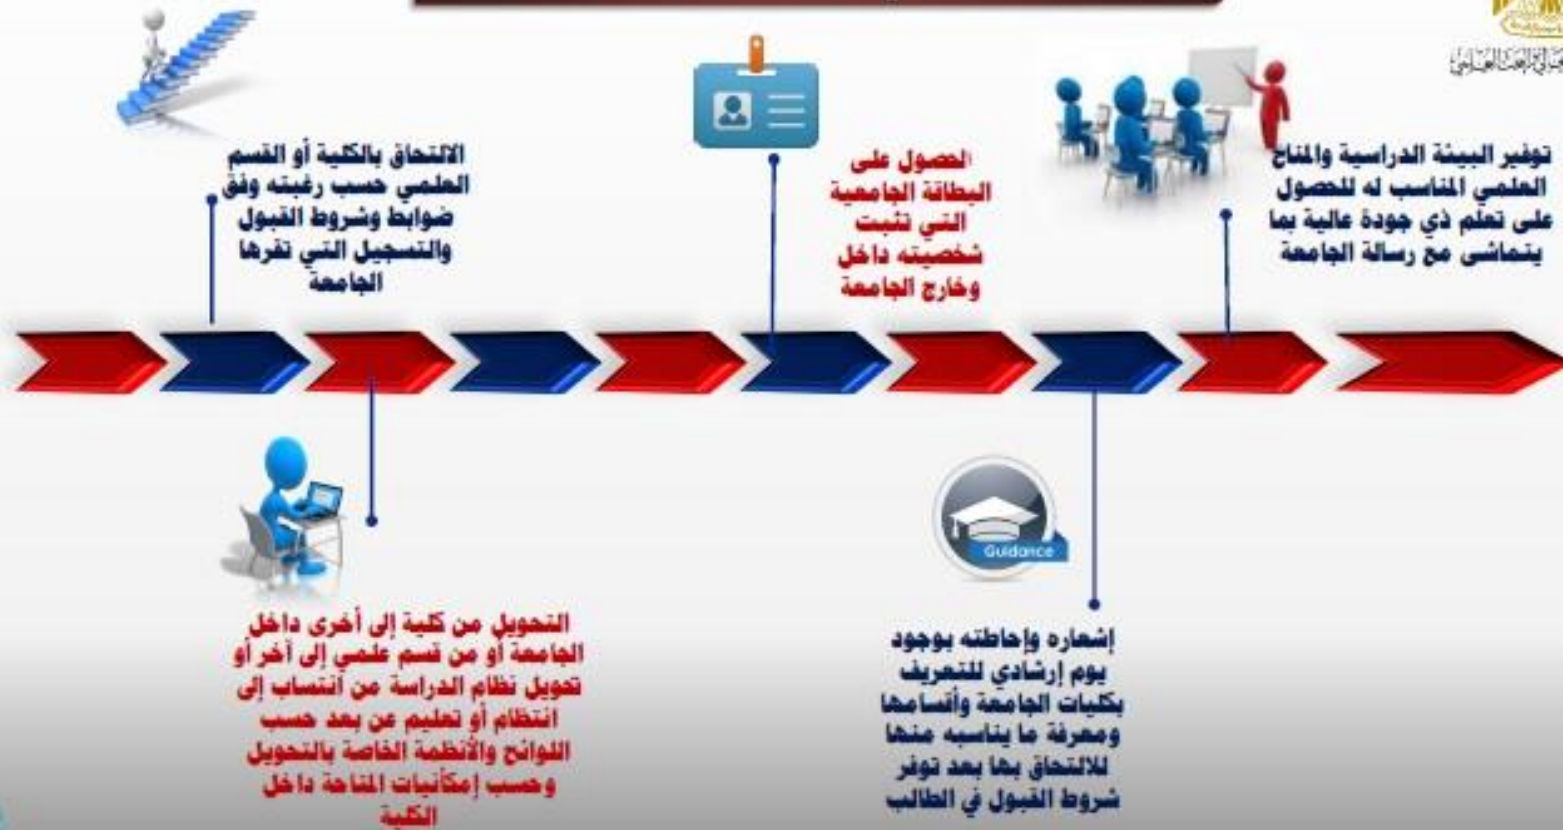 توفير البيئة الدراسية والمناخ
العلمي المناسب له للحصول
على تعلم ذي جودة عالية بما
يتماشى مع رسالة الجامعة
الحصول على
البطاقة الجامعية
التي تثبت
شخصيته داخل
وخارج الجامعة
الالتحاق بالكلية أو القسم
العلمي حسب رغبته وفق
ضوابط وشروط القبول
والتسجيل التي تقرها
الجامعة
Guidance
إشعاره وإحاطته بوجود
يوم إرشادي للتعريف
بكليات الجامعة وأقسامها
ومعرفة ما يناسبه منها
للالتحاق بها بعد توفر
شروط القبول في الطالب
التحويل من كلية إلى أخرى داخل
الجامعة أو من قسم علمي إلى آخر أو
تحويل نظام الدراسة من انتساب إلى
انتظام أو تعليم عن بعد حسب
اللوائح والأنظمة الخاصة بالتحويل
وحسب إمكانيات المتاحة داخل
الكلية